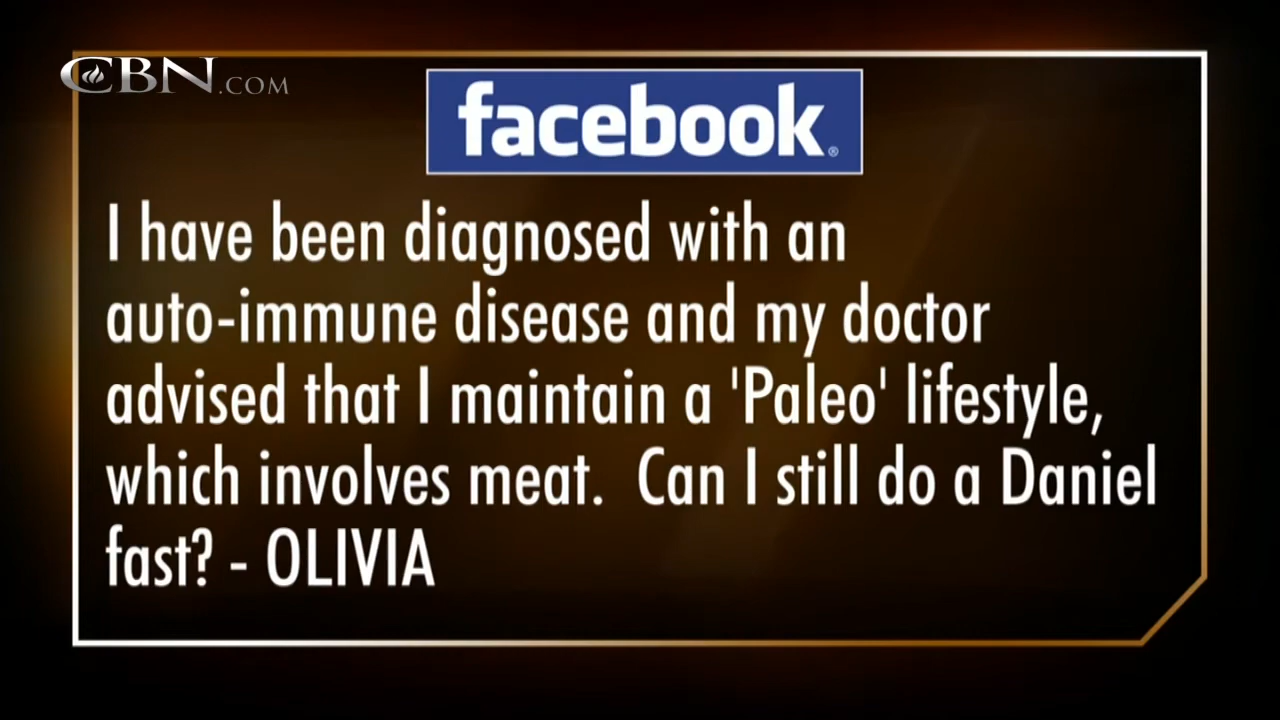 CBN.COM
facebook®
I have been diagnosed with an
auto-immune disease and my doctor
advised that I maintain a 'Paleo' lifestyle,
which involves meat.  Can I still do a Daniel
fast? - OLIVIA